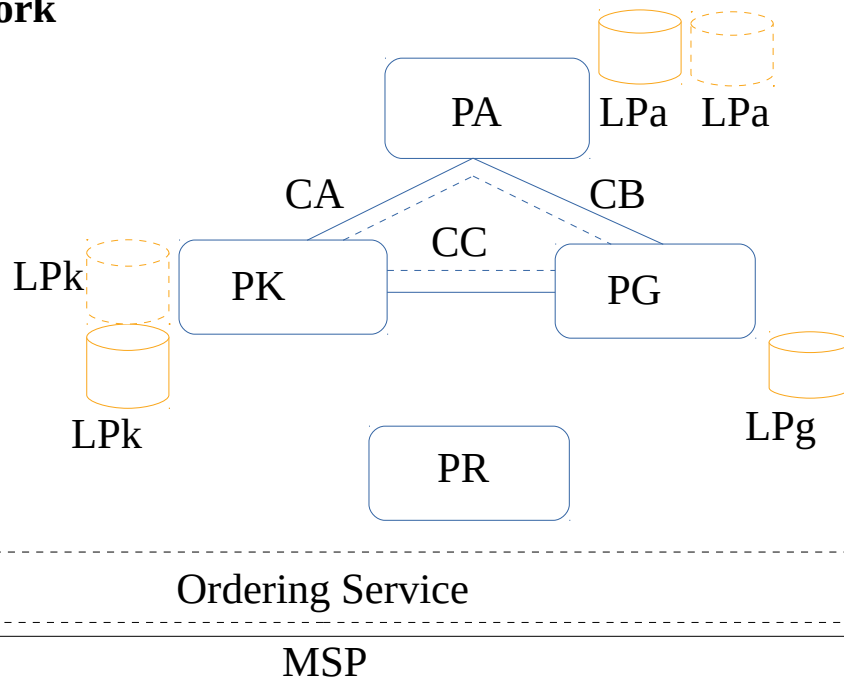 ork
PA
LPa LPa
CA
CB
CC
LPk
PK
PG
LPk
LPg
PR
Ordering Service
MSP